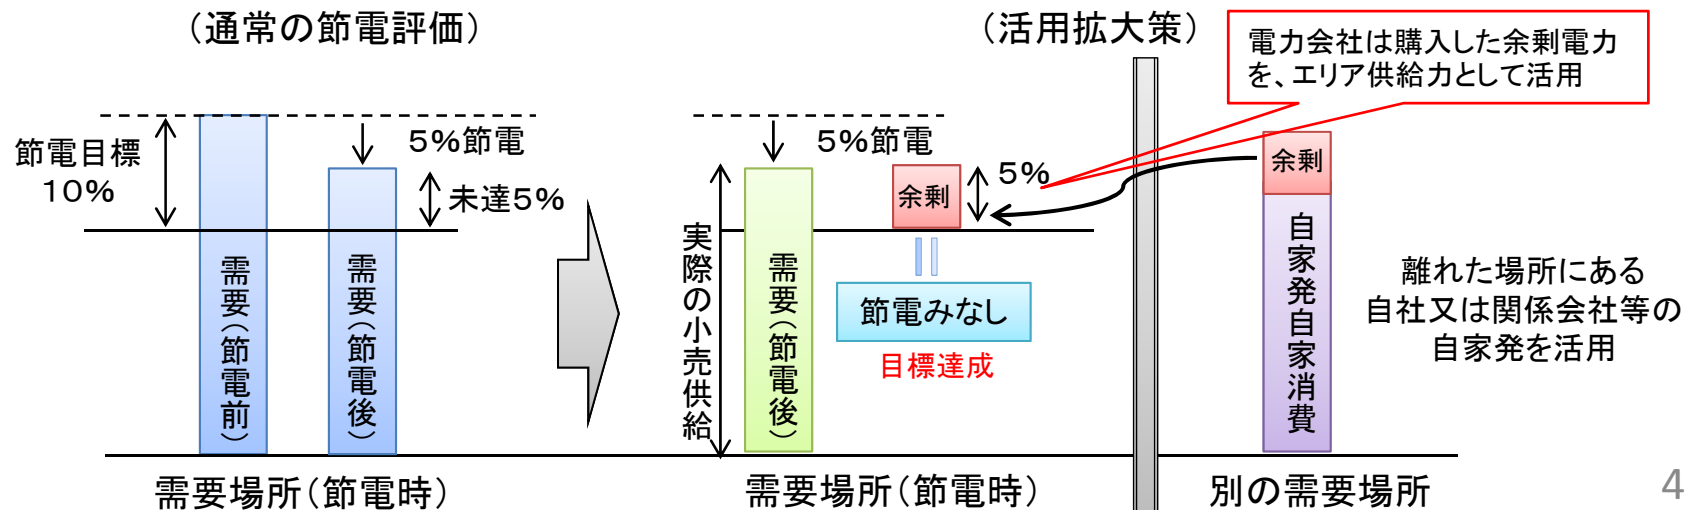 （通常の節電評価）
節電目標
10%
5%節電
未達5%
需要（節電前）
需要（節電後）
需要場所（節電時）
（活用拡大策）
電力会社は購入した余剰電力
を、エリア供給力として活用
5%節電
余剰
5%
実際の小売供給
需要（節電後）
節電みなし
目標達成
需要場所（節電時）
余剰
自家発自家消費
別の需要場所
離れた場所にある
自社又は関係会社等の
自家発を活用
4